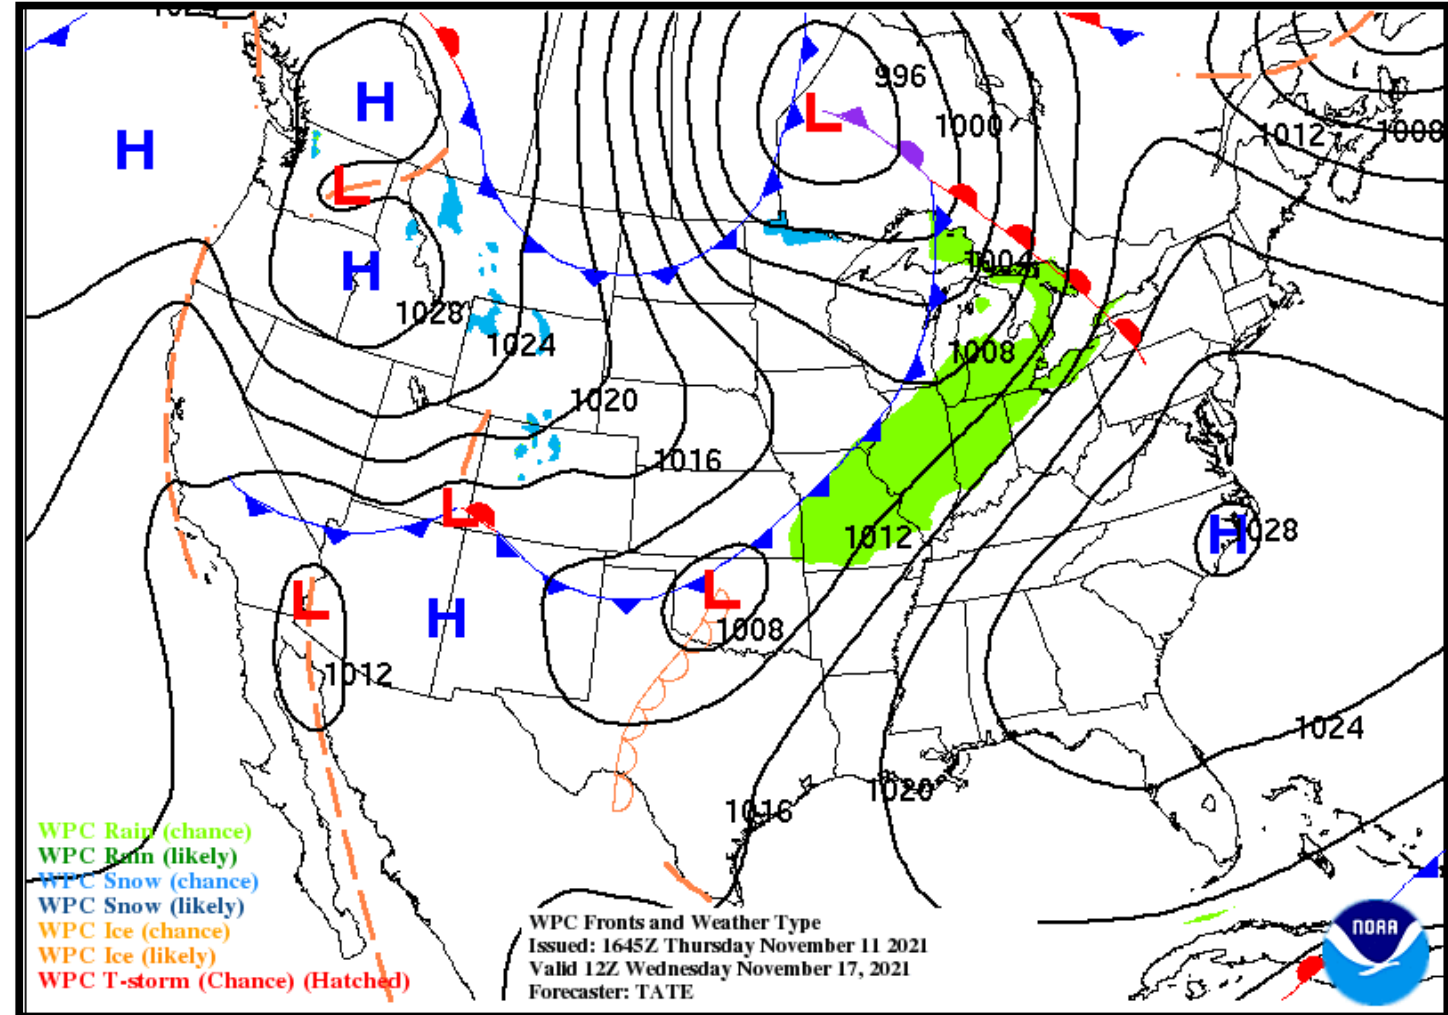 H
996
L
1000
1012
1008
H
L
H
1004
1028
1024
1008
1020
1016
L
1012
H
1028
L
L
H
1008
1012
1024
1016
1020
WPC Rain (chance)
WPC Rain (likely)
WPC Snow (chance)
WPC Snow (likely)
WPC Ice (chance)
WPC Ice (likely)
WPC T-storm (Chance) (Hatched)
WPC Fronts and Weather Type
Issued: 1645Z Thursday November 11 2021
Valid 12Z Wednesday November 17, 2021
Forecaster: TATE
NOAA